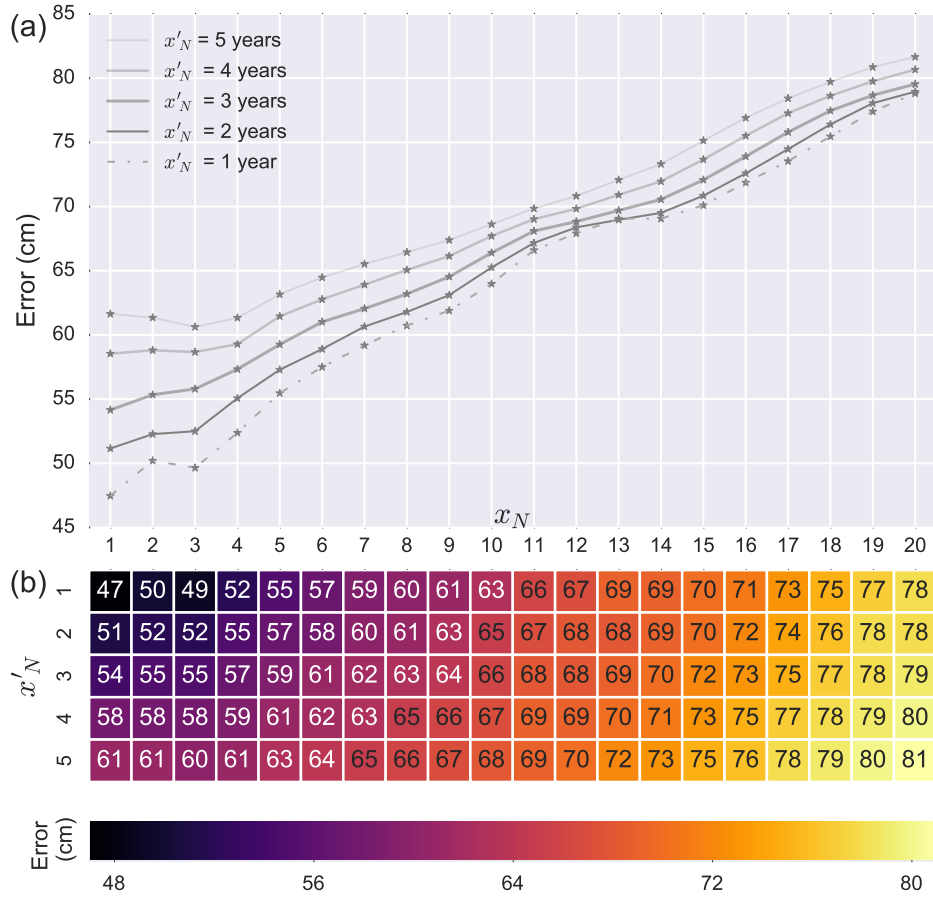 (a)
85
80
75
70
65
60
55
50
45
Error (cm)
x′N = 5 years
x′N = 4 years
x′N = 3 years
x′N = 2 years
x′N = 1 year
xN
1 2 3 4 5 6 7 8 9 10 11 12 13 14 15 16 17 18 19 20
(b)
x′N
1 47 50 49 52 55 57 59 60 61 63 66 67 69 69 70 71 73 75 77 78
2 51 52 52 55 57 58 60 61 63 65 67 68 68 69 70 72 74 76 78 78
3 54 55 55 57 59 61 62 63 64 66 68 68 69 70 72 73 75 77 78 79
4 58 58 58 59 61 62 63 65 66 67 69 69 70 71 73 75 77 78 79 80
5 61 61 60 61 63 64 65 66 67 68 69 70 72 73 75 76 78 79 80 81
Error
(cm)
48 56 64 72 80